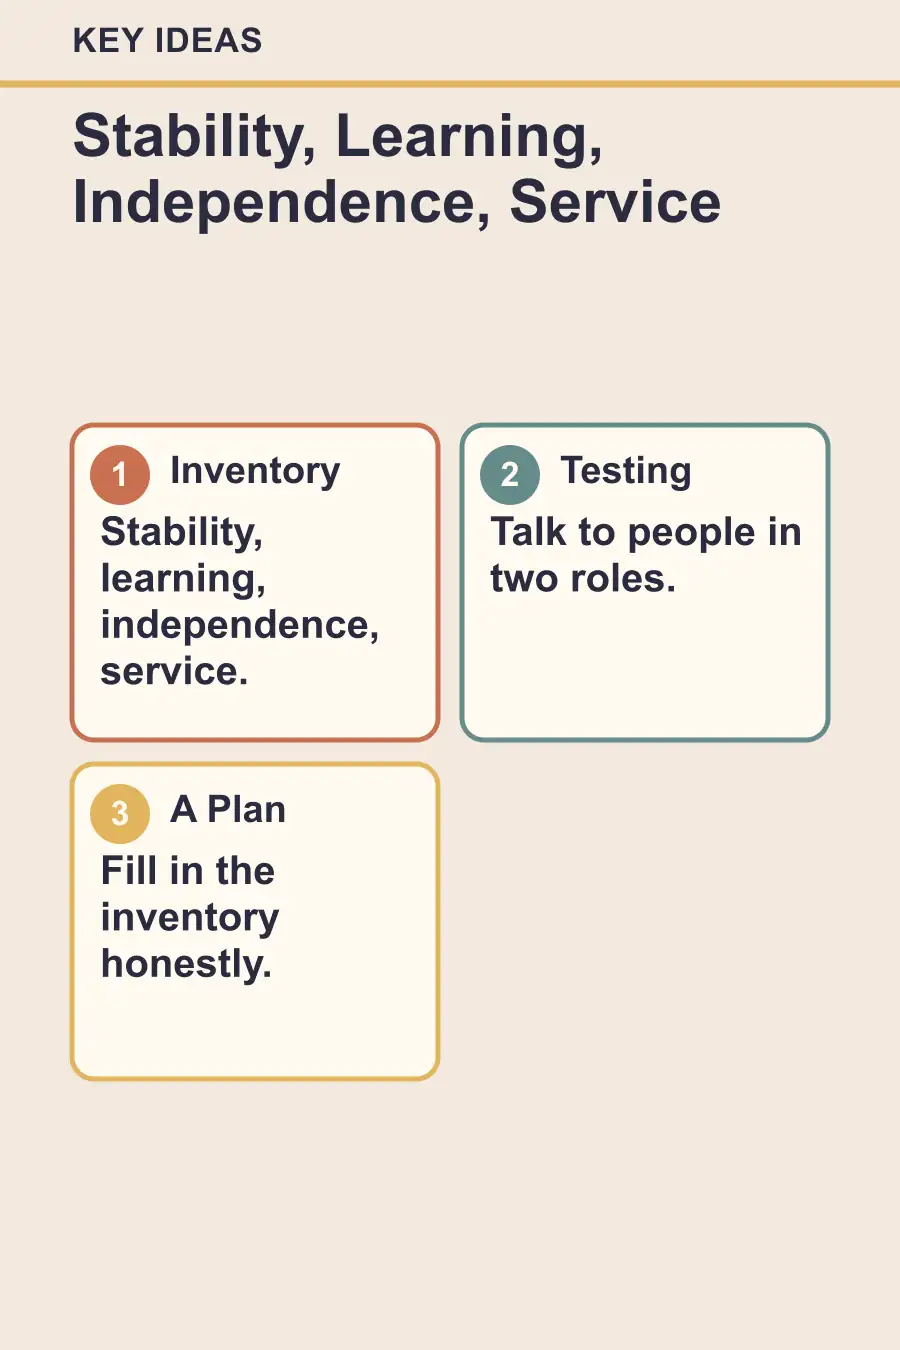 KEY IDEAS
Stability, Learning,
Independence, Service
1 Inventory
Stability,
learning,
independence,
service.
2 Testing
Talk to people in
two roles.
3 A Plan
Fill in the
inventory
honestly.